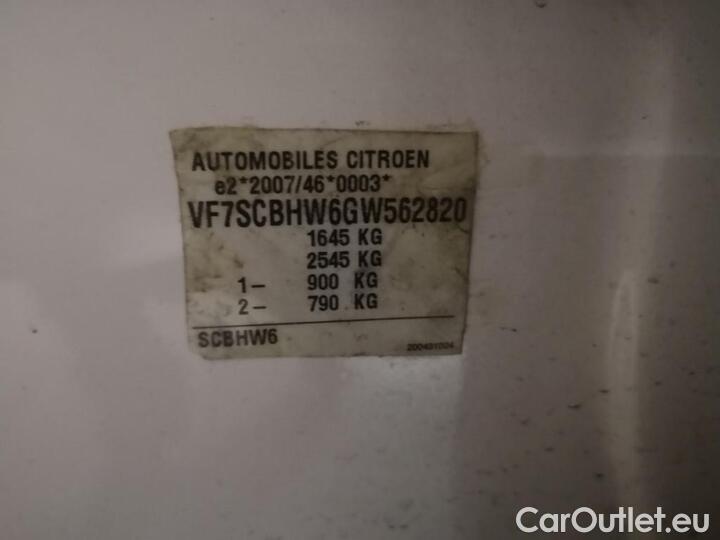 AUTOMOBILES CITROEN
e2*2007/46*0003*
VF7SCBHW6GW562820
1645 KG
2545 KG
1- 900 KG
2- 790 KG
SCBHW6
200431004
CarOutlet.eu